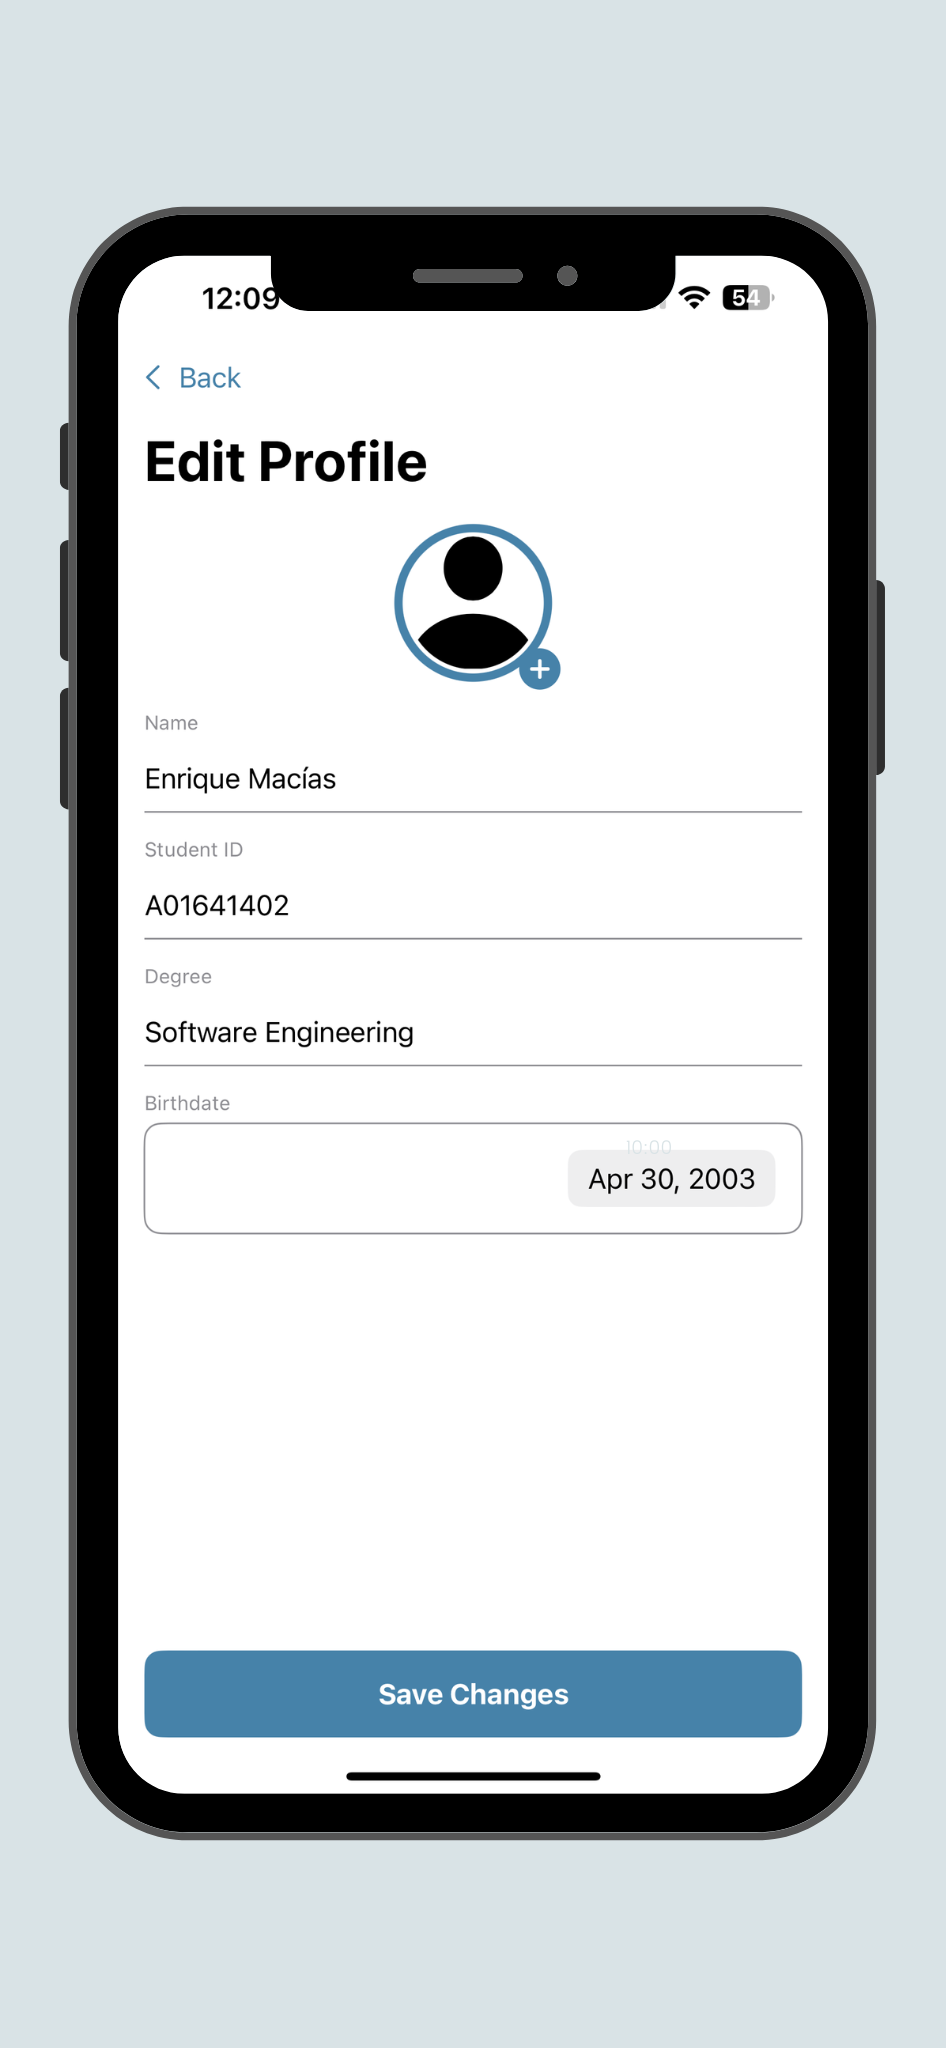 12:09
54
Back
Edit Profile
Name
Enrique Macías
Student ID
A01641402
Degree
Software Engineering
Birthdate
10:00
Apr 30, 2003
Save Changes